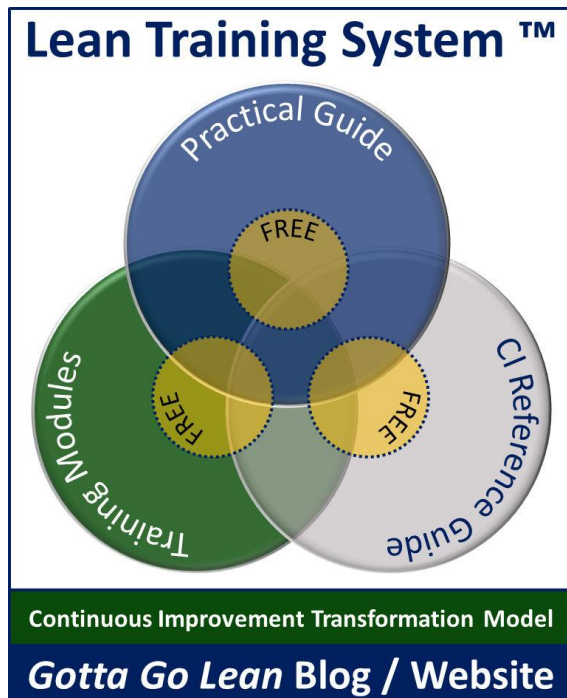 Lean Training System ™
Practical Guide
FREE
FREE
FREE
Training Modules
CI Reference Guide
Continuous Improvement Transformation Model
Gotta Go Lean Blog / Website